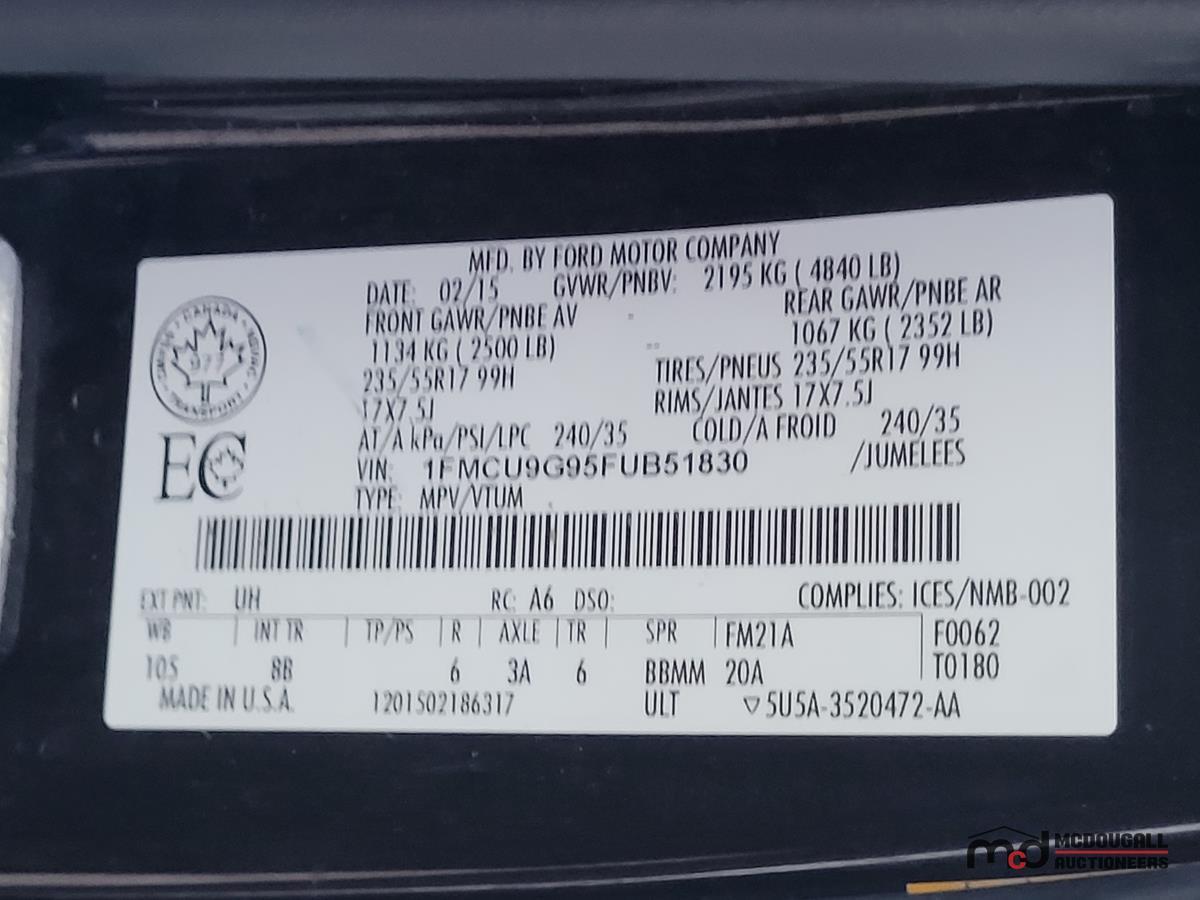 MFD. BY FORD MOTOR COMPANY
DATE: 02/15 GVWR/PNBV: 2195 KG ( 4840 LB)
FRONT GAWR/PNBE AV REAR GAWR/PNBE AR
1134 KG ( 2500 LB) 1067 KG ( 2352 LB)
235/55R17 99H TIRES/PNEUS 235/55R17 99H
17X7.5J RIMS/JANTES 17X7.5J
AT/A kPa/PSI/LPC 240/35 COLD/A FROID 240/35
VIN: 1FMCU9G95FUB51830 /JUMELEES
TYPE: MPV/VTUM
CANADA
977
TRANSPORT
EC
EXT PNT: UH RC: A6 DSO: COMPLIES: ICES/NMB-002
WB INT TR TP/PS R AXLE TR SPR FM21A F0062
105 8B 6 3A 6 BBMM 20A T0180
MADE IN U.S.A. 1201502186317 ULT ▽5U5A-3520472-AA
mcd MCDOUGALL
AUCTIONEERS